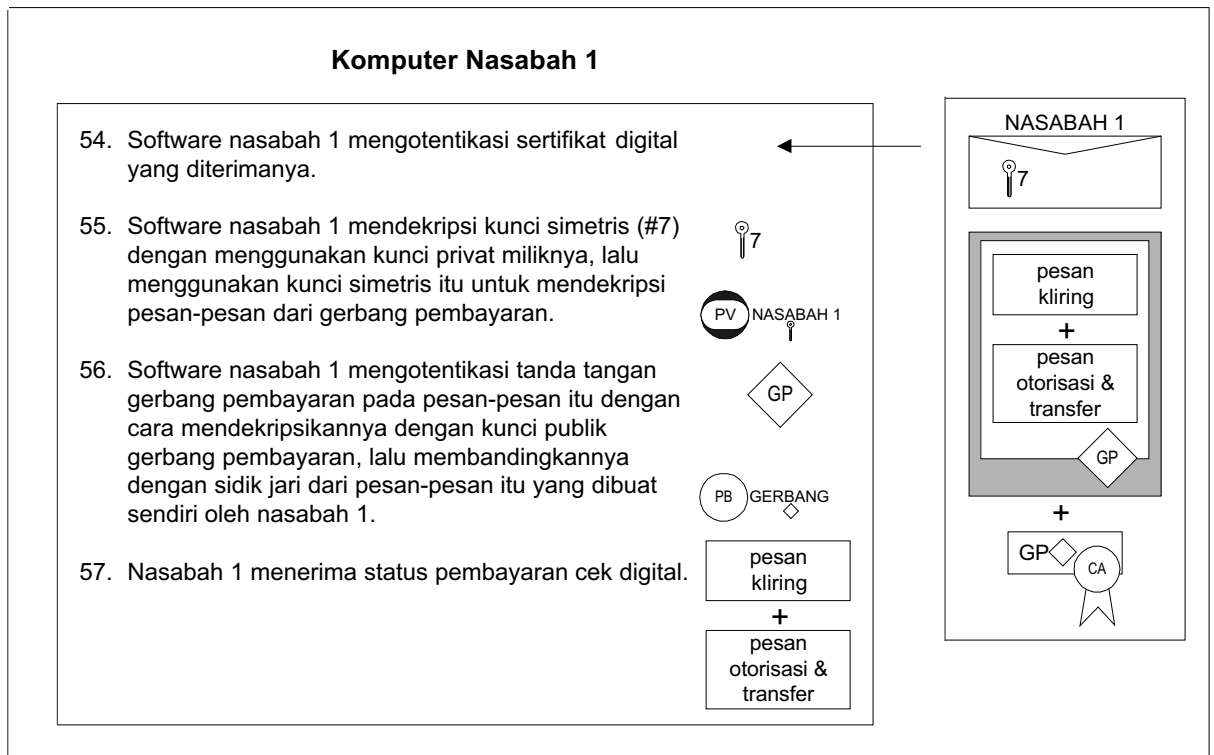 Komputer Nasabah 1
54. Software nasabah 1 mengotentikasi sertifikat digital
yang diterimanya.
55. Software nasabah 1 mendekripsi kunci simetris (#7)
dengan menggunakan kunci privat miliknya, lalu
menggunakan kunci simetris itu untuk mendekripsi
pesan-pesan dari gerbang pembayaran.
56. Software nasabah 1 mengotentikasi tanda tangan
gerbang pembayaran pada pesan-pesan itu dengan
cara mendekripsikannya dengan kunci publik
gerbang pembayaran, lalu membandingkannya
dengan sidik jari dari pesan-pesan itu yang dibuat
sendiri oleh nasabah 1.
57. Nasabah 1 menerima status pembayaran cek digital.
7
PV NASABAH 1
GP
PB GERBANG
pesan
kliring
+
pesan
otorisasi &
transfer
NASABAH 1
7
pesan
kliring
+
pesan
otorisasi &
transfer
GP
+
GP
CA